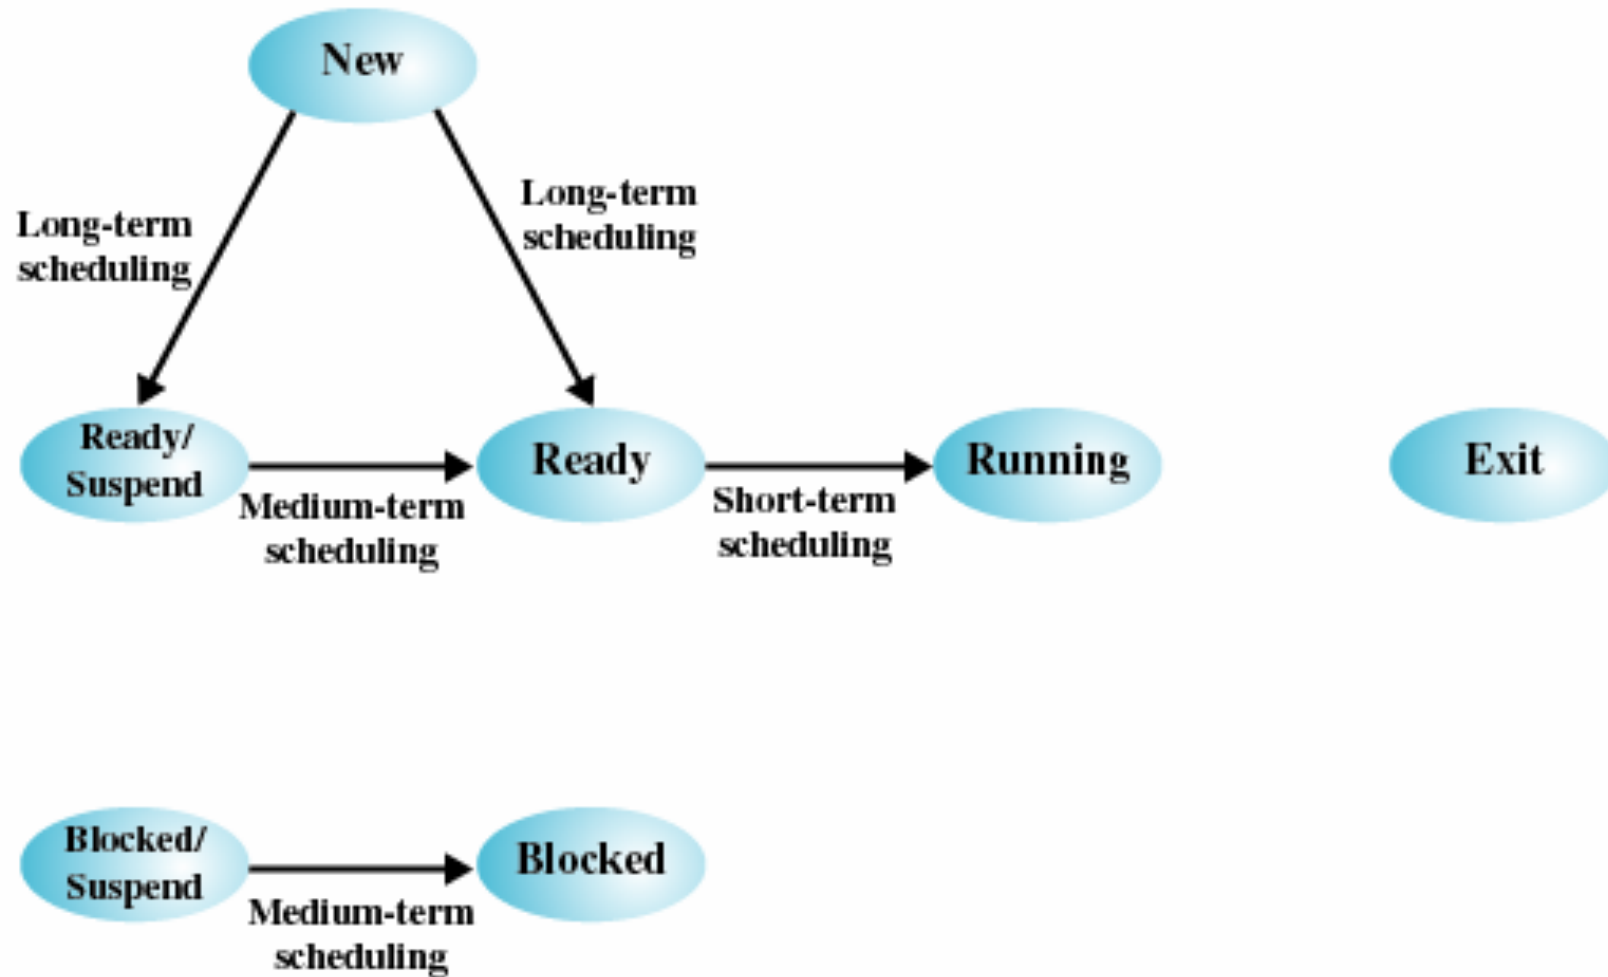 New
Long-term
scheduling
Long-term
scheduling
Ready/
Suspend
Medium-term
scheduling
Ready
Short-term
scheduling
Running
Exit
Blocked/
Suspend
Medium-term
scheduling
Blocked